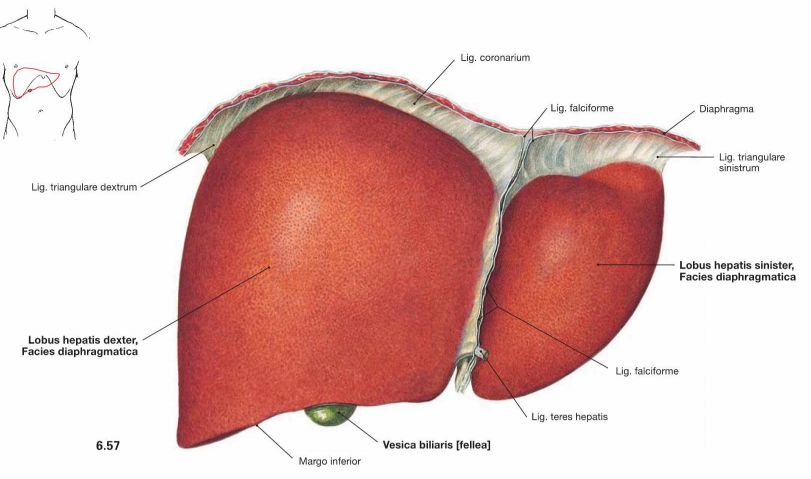 Lig. coronarium
Lig. falciforme
Diaphragma
Lig. triangulare
sinistrum
Lig. triangulare dextrum
Lobus hepatis sinister,
Facies diaphragmatica
Lobus hepatis dexter,
Facies diaphragmatica
Lig. falciforme
Lig. teres hepatis
6.57
Vesica biliaris [fellea]
Margo inferior